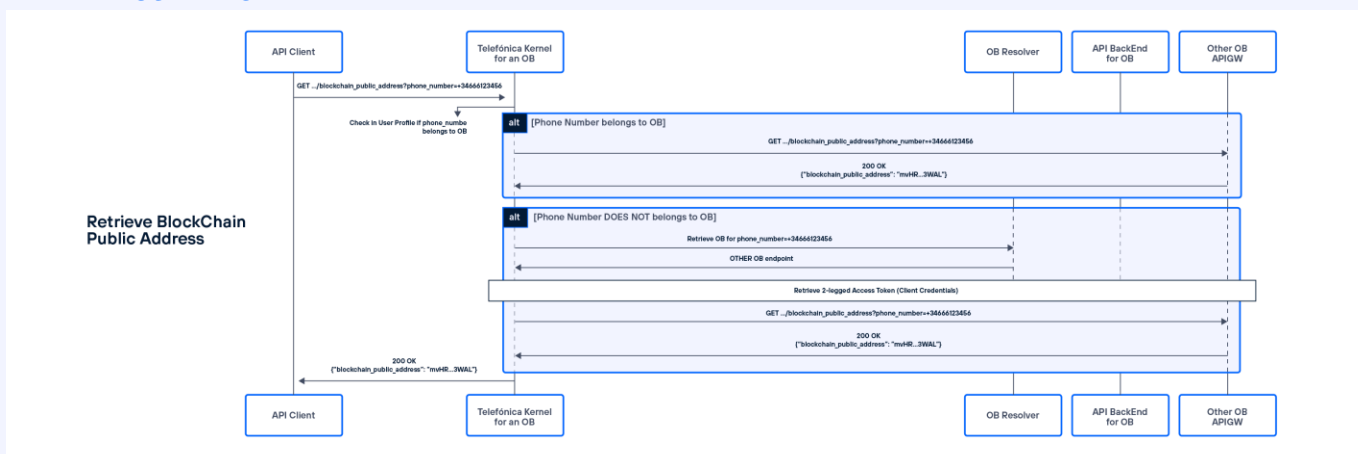 API Client
Telefónica Kernel
for an OB
OB Resolver
API BackEnd
for OB
Other OB
APIGW
GET .../blockchain_public_address?phone_number=+34666123456
Check in User Profile if phone_numbe
belongs to OB
alt
[Phone Number belongs to OB]
GET .../blockchain_public_address?phone_number=+34666123456
200 OK
{"blockchain_public_address": "mvHR...3WAL"}
Retrieve BlockChain
Public Address
alt
[Phone Number DOES NOT belongs to OB]
Retrieve OB for phone_number=+34666123456
OTHER OB endpoint
Retrieve 2-legged Access Token (Client Credentials)
GET .../blockchain_public_address?phone_number=+34666123456
200 OK
{"blockchain_public_address": "mvHR...3WAL"}
200 OK
{"blockchain_public_address": "mvHR...3WAL"}
API Client
Telefónica Kernel
for an OB
OB Resolver
API BackEnd
for OB
Other OB
APIGW